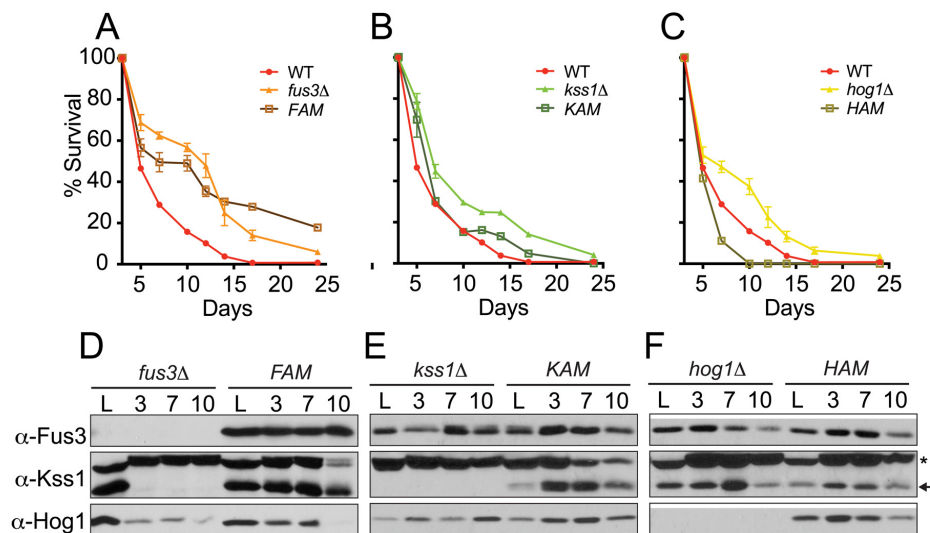 A B C
% Survival
100
80
60
40
20
0
WT
fus3Δ
FAM
WT
kss1Δ
KAM
WT
hog1Δ
HAM
5 10 15 20 25
5 10 15 20 25
5 10 15 20 25
Days Days Days
D E F
fus3Δ FAM kss1Δ KAM hog1Δ HAM
L 3 7 10 L 3 7 10 L 3 7 10 L 3 7 10 L 3 7 10 L 3 7 10
α-Fus3
α-Kss1 *
α-Hog1